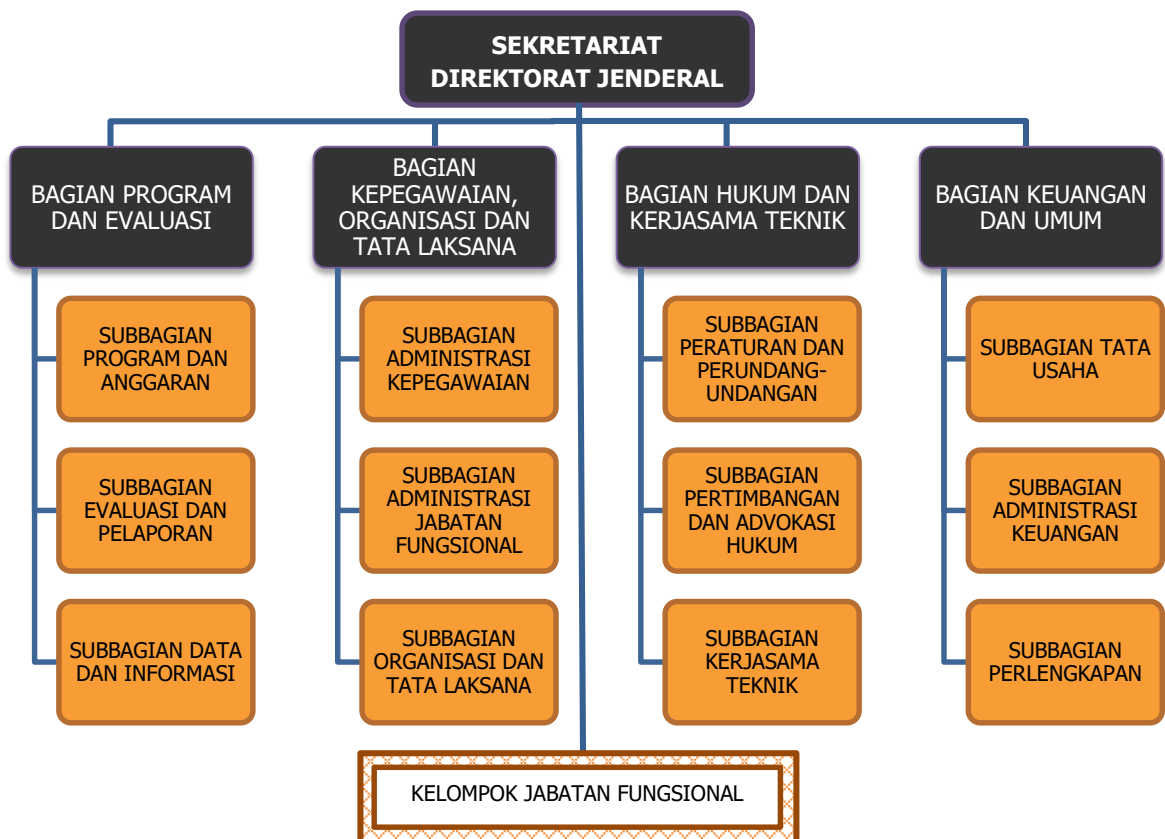 SEKRETARIAT
DIREKTORAT JENDERAL
BAGIAN PROGRAM
DAN EVALUASI
BAGIAN
KEPEGAWAIAN,
ORGANISASI DAN
TATA LAKSANA
BAGIAN HUKUM DAN
KERJASAMA TEKNIK
BAGIAN KEUANGAN
DAN UMUM
SUBBAGIAN
PROGRAM DAN
ANGGARAN
SUBBAGIAN
ADMINISTRASI
KEPEGAWAIAN
SUBBAGIAN
PERATURAN DAN
PERUNDANG-
UNDANGAN
SUBBAGIAN TATA
USAHA
SUBBAGIAN
EVALUASI DAN
PELAPORAN
SUBBAGIAN
ADMINISTRASI
JABATAN
FUNGSIONAL
SUBBAGIAN
PERTIMBANGAN
DAN ADVOKASI
HUKUM
SUBBAGIAN
ADMINISTRASI
KEUANGAN
SUBBAGIAN DATA
DAN INFORMASI
SUBBAGIAN
ORGANISASI DAN
TATA LAKSANA
SUBBAGIAN
KERJASAMA
TEKNIK
SUBBAGIAN
PERLENGKAPAN
KELOMPOK JABATAN FUNGSIONAL